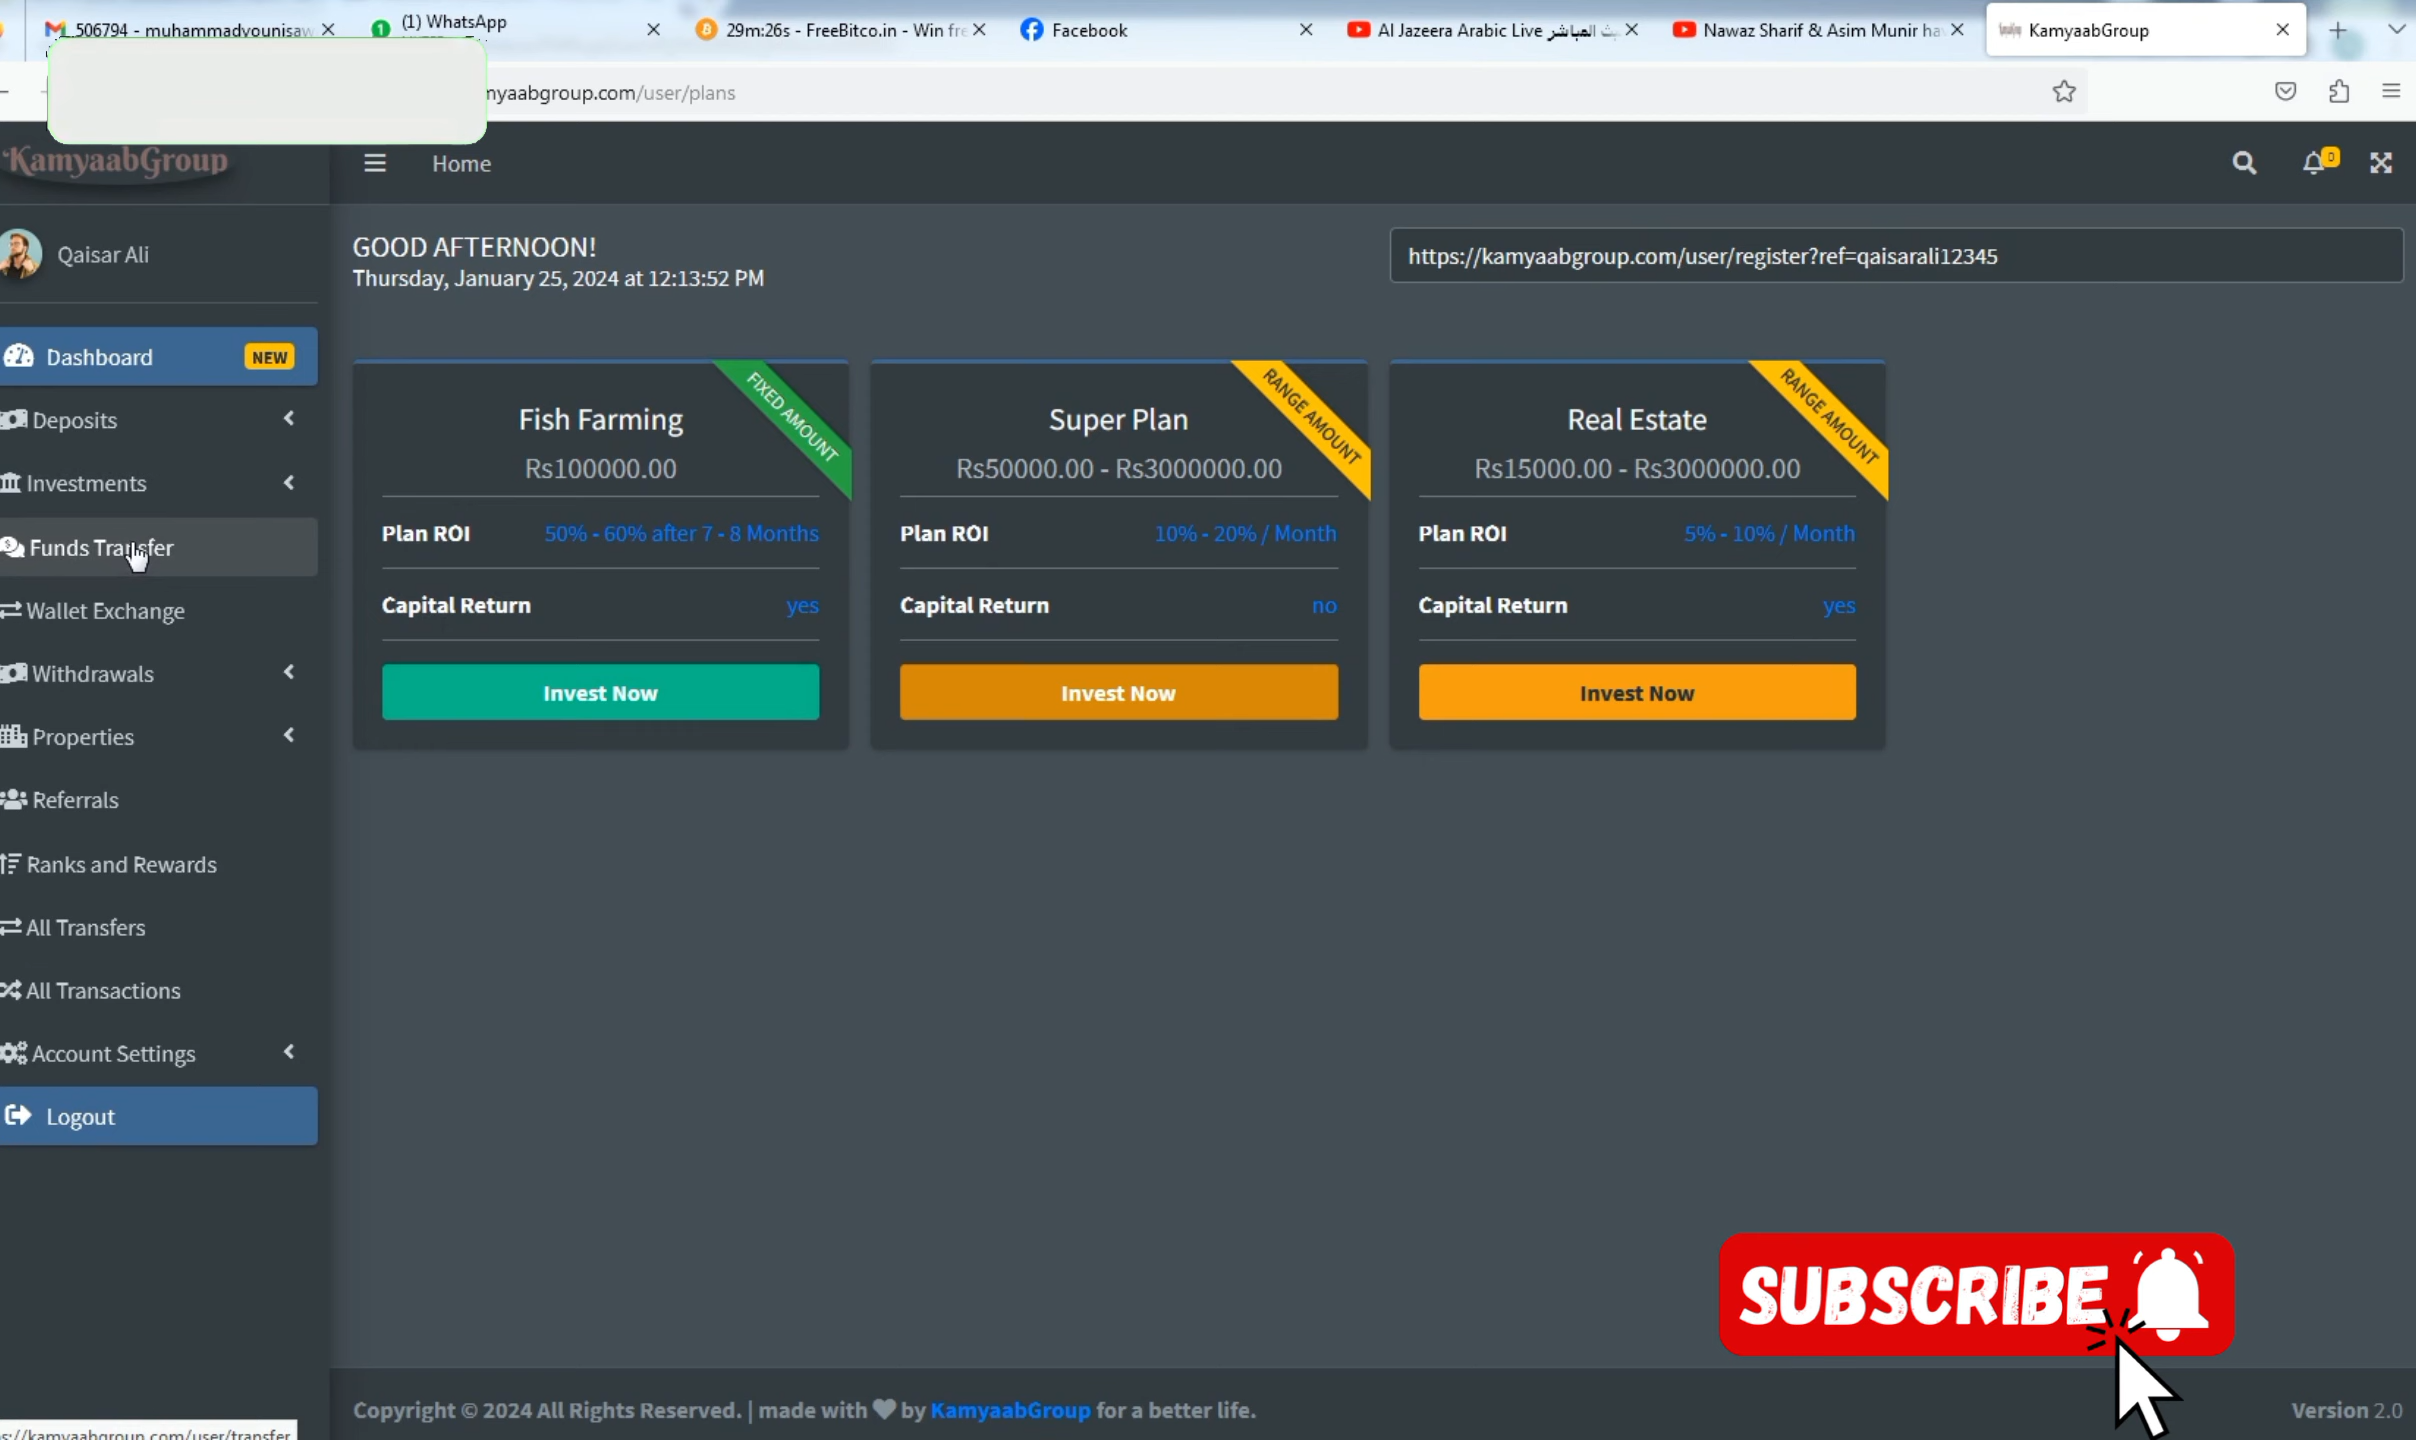 506794 - muhammadyounisaw
(1) WhatsApp
29m:26s - FreeBitco.in - Win fre
Facebook
Al Jazeera Arabic Live
Nawaz Sharif & Asim Munir ha
KamyaabGroup
myaabgroup.com/user/plans
KamyaabGroup
Home
0
Qaisar Ali
GOOD AFTERNOON!
Thursday, January 25, 2024 at 12:13:52 PM
https://kamyaabgroup.com/user/register?ref=qaisarali12345
Dashboard
NEW
Deposits
Investments
Funds Transfer
Wallet Exchange
Withdrawals
Properties
Referrals
Ranks and Rewards
All Transfers
All Transactions
Account Settings
Logout
FIXED AMOUNT
Fish Farming
Rs100000.00
Plan ROI 50% - 60% after 7 - 8 Months
Capital Return yes
Invest Now
RANGE AMOUNT
Super Plan
Rs50000.00 - Rs3000000.00
Plan ROI 10% - 20% / Month
Capital Return no
Invest Now
RANGE AMOUNT
Real Estate
Rs15000.00 - Rs3000000.00
Plan ROI 5% - 10% / Month
Capital Return yes
Invest Now
SUBSCRIBE
Copyright © 2024 All Rights Reserved. | made with ♥ by KamyaabGroup for a better life.
Version 2.0
s://kamyaabgroup.com/user/transfer